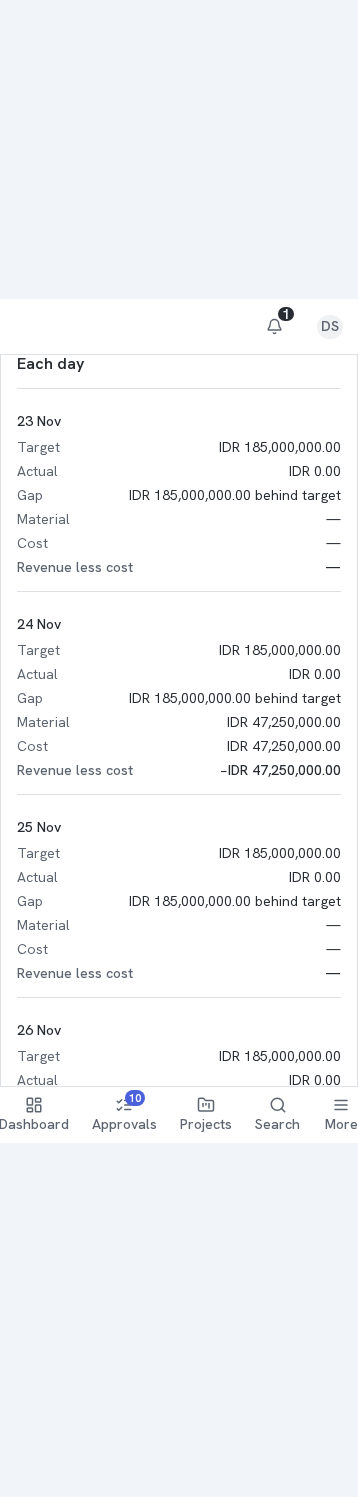 1
DS
Each day
23 Nov
Target IDR 185,000,000.00
Actual IDR 0.00
Gap IDR 185,000,000.00 behind target
Material —
Cost —
Revenue less cost —
24 Nov
Target IDR 185,000,000.00
Actual IDR 0.00
Gap IDR 185,000,000.00 behind target
Material IDR 47,250,000.00
Cost IDR 47,250,000.00
Revenue less cost –IDR 47,250,000.00
25 Nov
Target IDR 185,000,000.00
Actual IDR 0.00
Gap IDR 185,000,000.00 behind target
Material —
Cost —
Revenue less cost —
26 Nov
Target IDR 185,000,000.00
Actual IDR 0.00
10
Dashboard Approvals Projects Search More